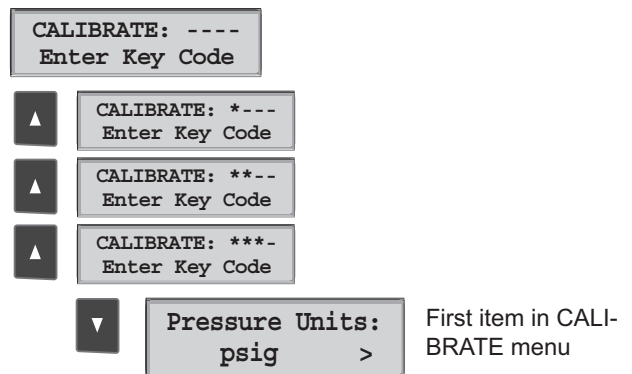 CALIBRATE: ----
Enter Key Code
CALIBRATE: *---
Enter Key Code
CALIBRATE: **--
Enter Key Code
CALIBRATE: ***-
Enter Key Code
Pressure Units:
psig >
First item in CALI-
BRATE menu